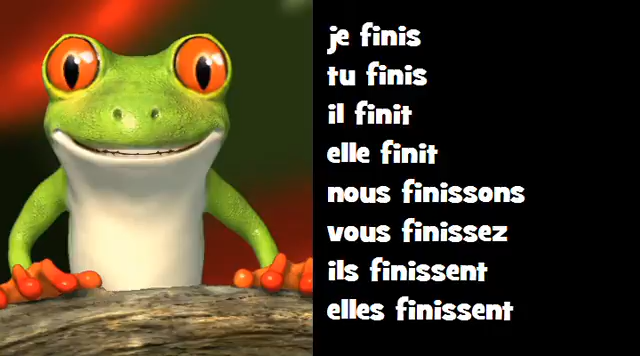 je finis
tu finis
il finit
elle finit
nous finissons
vous finissez
ils finissent
elles finissent